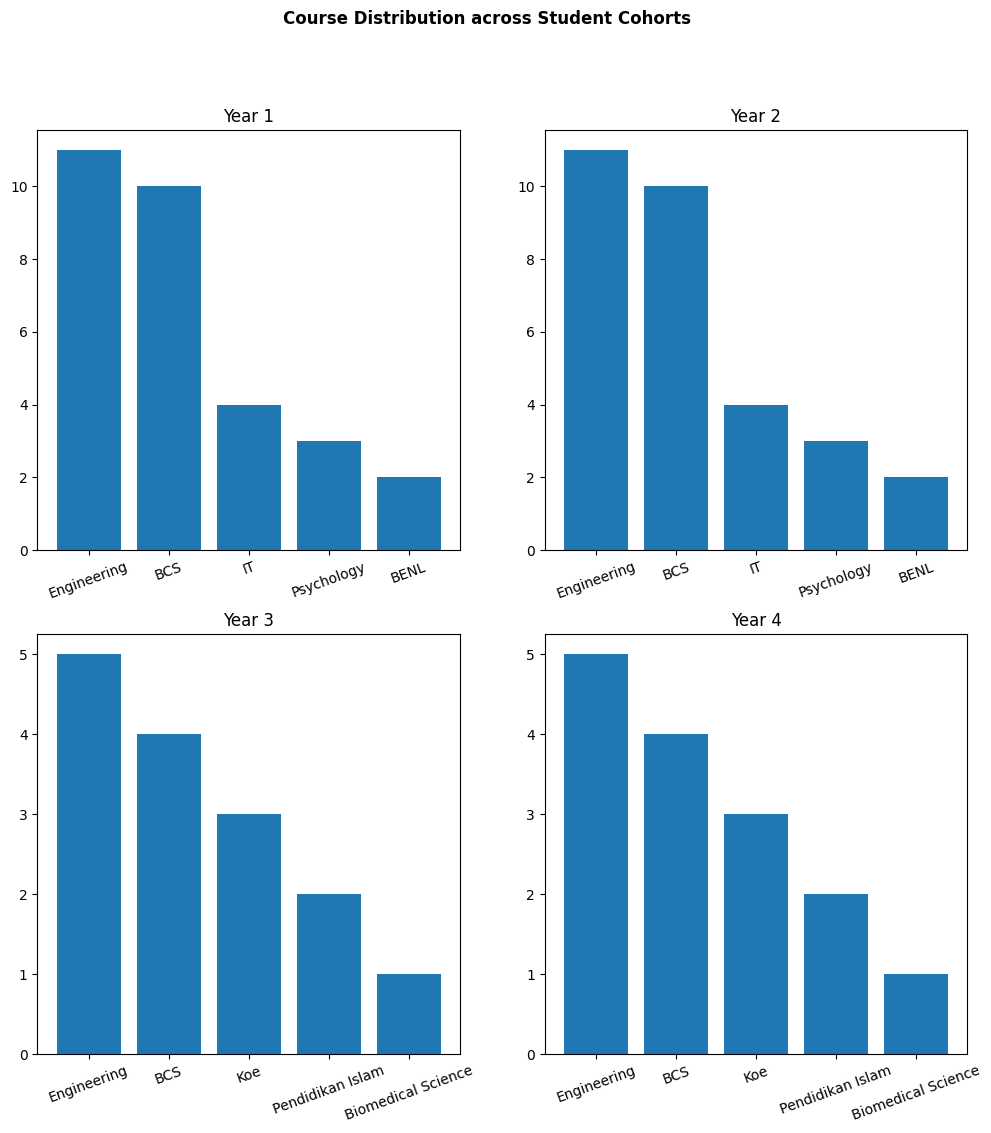 Course Distribution across Student Cohorts
Year 1
10
8
6
4
2
0
Engineering
BCS
IT
Psychology
BENL
Year 2
10
8
6
4
2
0
Engineering
BCS
IT
Psychology
BENL
Year 3
5
4
3
2
1
0
Engineering
BCS
Koe
Pendidikan Islam
Biomedical Science
Year 4
5
4
3
2
1
0
Engineering
BCS
Koe
Pendidikan Islam
Biomedical Science